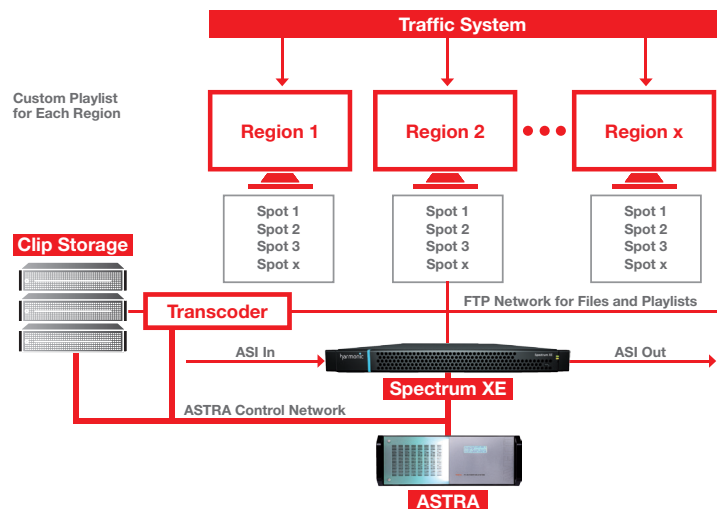 Traffic System
Custom Playlist
for Each Region
Region 1
Region 2
Region x
Spot 1
Spot 2
Spot 3
Spot x
Spot 1
Spot 2
Spot 3
Spot x
Spot 1
Spot 2
Spot 3
Spot x
Clip Storage
Transcoder
FTP Network for Files and Playlists
ASI In
harmonic
Spectrum XE
ASI Out
Spectrum XE
ASTRA Control Network
ASTRA